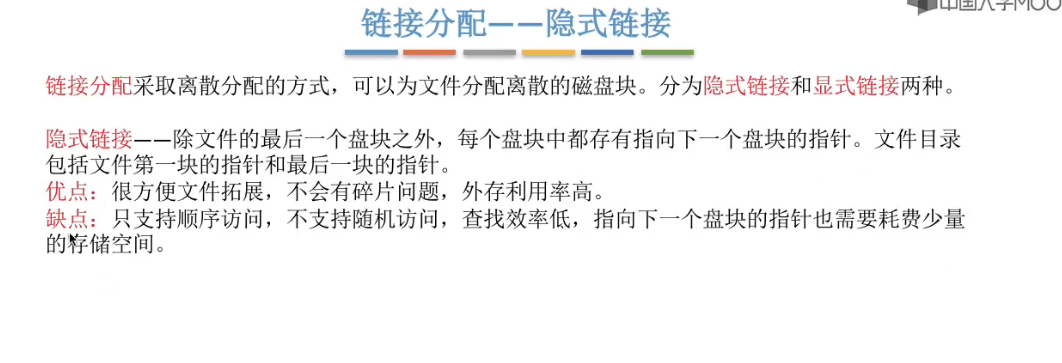 链接分配——隐式链接
链接分配采取离散分配的方式，可以为文件分配离散的磁盘块。分为隐式链接和显式链接两种。
隐式链接——除文件的最后一个盘块之外，每个盘块中都存有指向下一个盘块的指针。文件目录
包括文件第一块的指针和最后一块的指针。
优点：很方便文件拓展，不会有碎片问题，外存利用率高。
缺点：只支持顺序访问，不支持随机访问，查找效率低，指向下一个盘块的指针也需要耗费少量
的存储空间。